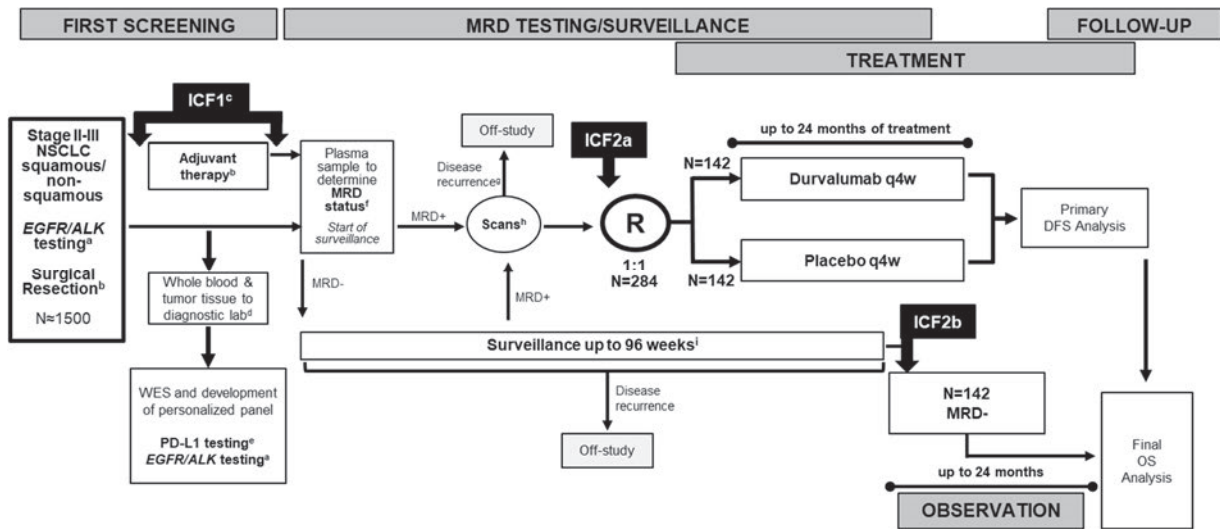 FIRST SCREENING
MRD TESTING/SURVEILLANCE
FOLLOW-UP
TREATMENT
ICF1ᶜ
Stage II-III
NSCLC
squamous/
non-
squamous
EGFR/ALK
testingᵃ
Surgical
Resectionᵇ
N≈1500
Adjuvant
therapyᵇ
Whole blood &
tumor tissue to
diagnostic labᵈ
WES and development
of personalized panel
PD-L1 testingᵉ
EGFR/ALK testingᵃ
Plasma
sample to
determine
MRD
statusᶠ
Start of
surveillance
MRD+
MRD-
Off-study
Disease
recurrenceᵍ
Scansʰ
MRD+
ICF2a
R
1:1
N=284
up to 24 months of treatment
N=142
Durvalumab q4w
N=142
Placebo q4w
Primary
DFS Analysis
Surveillance up to 96 weeksⁱ
Disease
recurrence
Off-study
ICF2b
N=142
MRD-
up to 24 months
OBSERVATION
Final
OS
Analysis